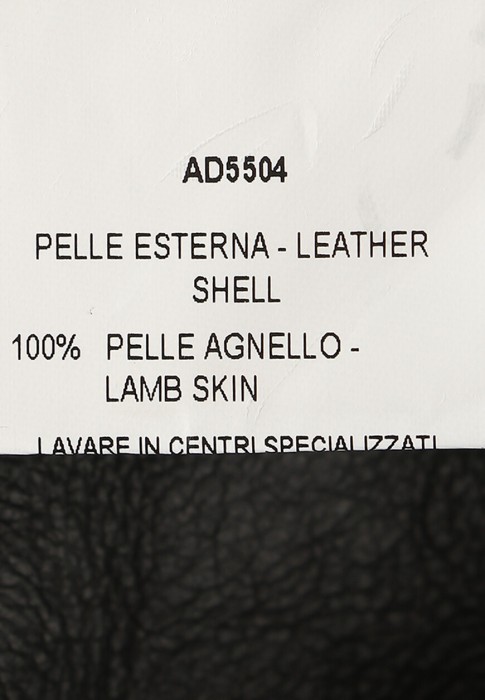 AD5504
PELLE ESTERNA - LEATHER
SHELL
100% PELLE AGNELLO -
LAMB SKIN
LAVARE IN CENTRI SPECIALIZZATI